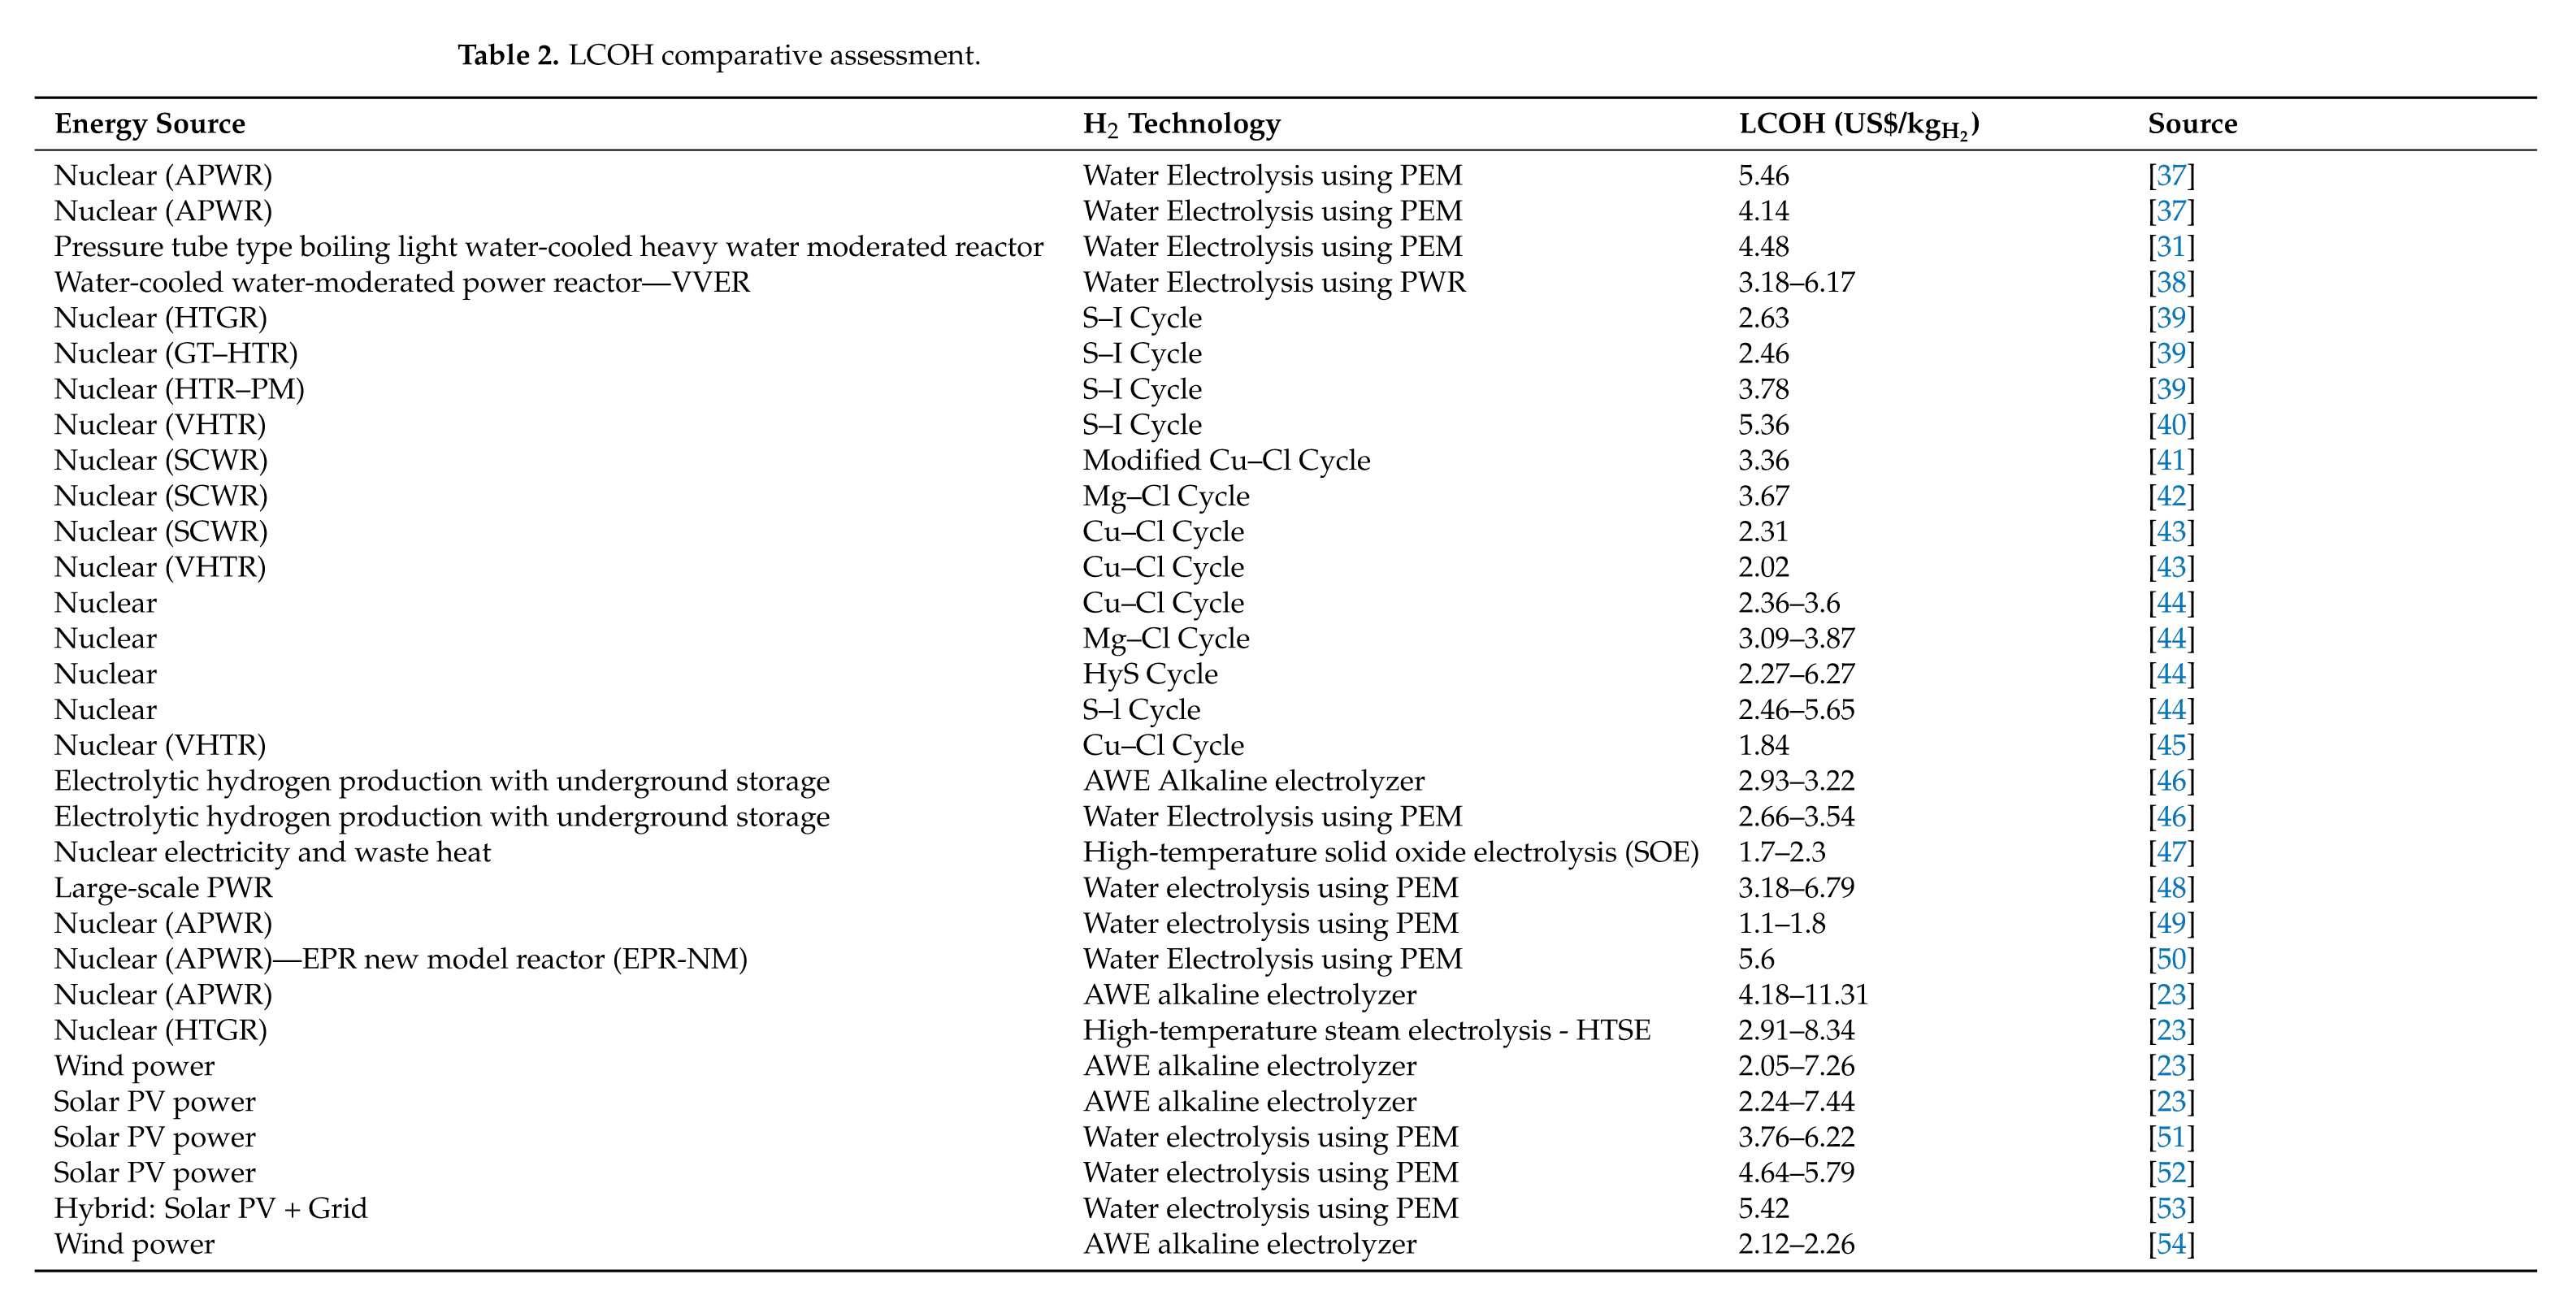 Table 2. LCOH comparative assessment.
Energy Source H2 Technology LCOH (US$/kgH2) Source
Nuclear (APWR) Water Electrolysis using PEM 5.46 [37]
Nuclear (APWR) Water Electrolysis using PEM 4.14 [37]
Pressure tube type boiling light water-cooled heavy water moderated reactor Water Electrolysis using PEM 4.48 [31]
Water-cooled water-moderated power reactor—VVER Water Electrolysis using PWR 3.18–6.17 [38]
Nuclear (HTGR) S–I Cycle 2.63 [39]
Nuclear (GT–HTR) S–I Cycle 2.46 [39]
Nuclear (HTR–PM) S–I Cycle 3.78 [39]
Nuclear (VHTR) S–I Cycle 5.36 [40]
Nuclear (SCWR) Modified Cu–Cl Cycle 3.36 [41]
Nuclear (SCWR) Mg–Cl Cycle 3.67 [42]
Nuclear (SCWR) Cu–Cl Cycle 2.31 [43]
Nuclear (VHTR) Cu–Cl Cycle 2.02 [43]
Nuclear Cu–Cl Cycle 2.36–3.6 [44]
Nuclear Mg–Cl Cycle 3.09–3.87 [44]
Nuclear HyS Cycle 2.27–6.27 [44]
Nuclear S–l Cycle 2.46–5.65 [44]
Nuclear (VHTR) Cu–Cl Cycle 1.84 [45]
Electrolytic hydrogen production with underground storage AWE Alkaline electrolyzer 2.93–3.22 [46]
Electrolytic hydrogen production with underground storage Water Electrolysis using PEM 2.66–3.54 [46]
Nuclear electricity and waste heat High-temperature solid oxide electrolysis (SOE) 1.7–2.3 [47]
Large-scale PWR Water electrolysis using PEM 3.18–6.79 [48]
Nuclear (APWR) Water electrolysis using PEM 1.1–1.8 [49]
Nuclear (APWR)—EPR new model reactor (EPR-NM) Water Electrolysis using PEM 5.6 [50]
Nuclear (APWR) AWE alkaline electrolyzer 4.18–11.31 [23]
Nuclear (HTGR) High-temperature steam electrolysis - HTSE 2.91–8.34 [23]
Wind power AWE alkaline electrolyzer 2.05–7.26 [23]
Solar PV power AWE alkaline electrolyzer 2.24–7.44 [23]
Solar PV power Water electrolysis using PEM 3.76–6.22 [51]
Solar PV power Water electrolysis using PEM 4.64–5.79 [52]
Hybrid: Solar PV + Grid Water electrolysis using PEM 5.42 [53]
Wind power AWE alkaline electrolyzer 2.12–2.26 [54]